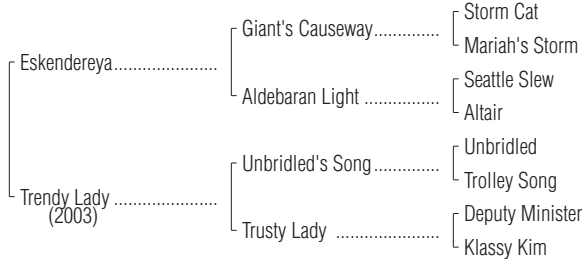 Storm Cat
Giant's Causeway..............
Mariah's Storm
Eskendereya......................
Seattle Slew
Aldebaran Light ................
Altair
Unbridled
Unbridled's Song..............
Trolley Song
Trendy Lady ......................
(2003)
Deputy Minister
Trusty Lady ......................
Klassy Kim